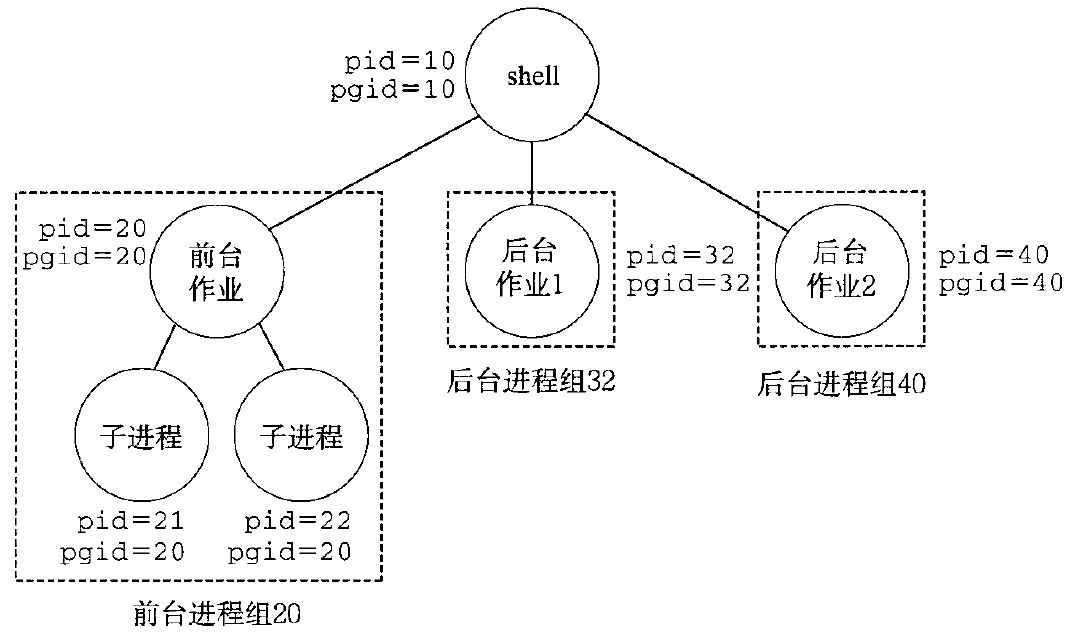 pid=10
pgid=10
shell
pid=20
pgid=20
前台
作业
后台
作业1
pid=32
pgid=32
后台
作业2
pid=40
pgid=40
后台进程组32
后台进程组40
子进程
子进程
pid=21
pgid=20
pid=22
pgid=20
前台进程组20